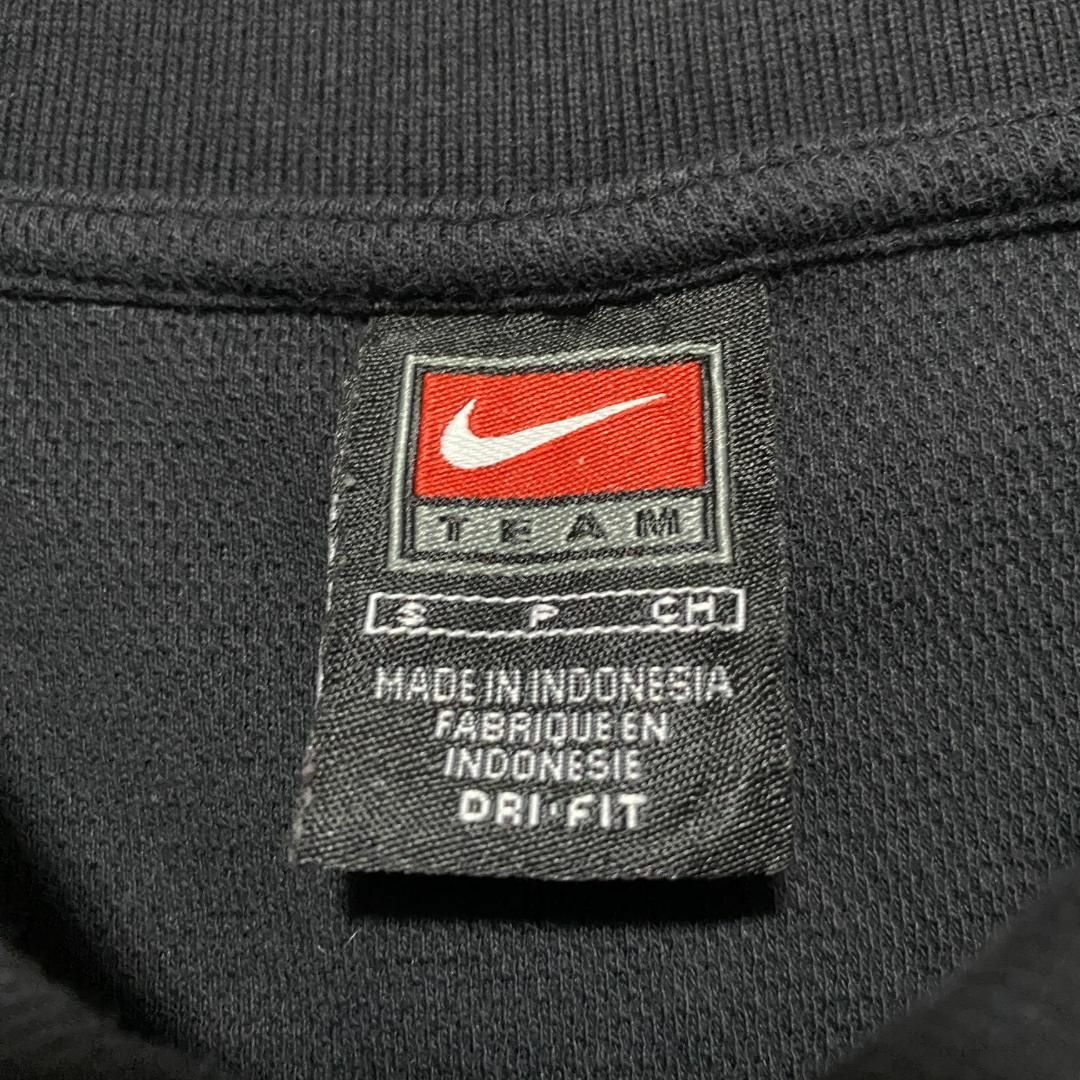 TEAM
S P CH
MADE IN INDONESIA
FABRIQUE EN
INDONESIE
DRI·FIT